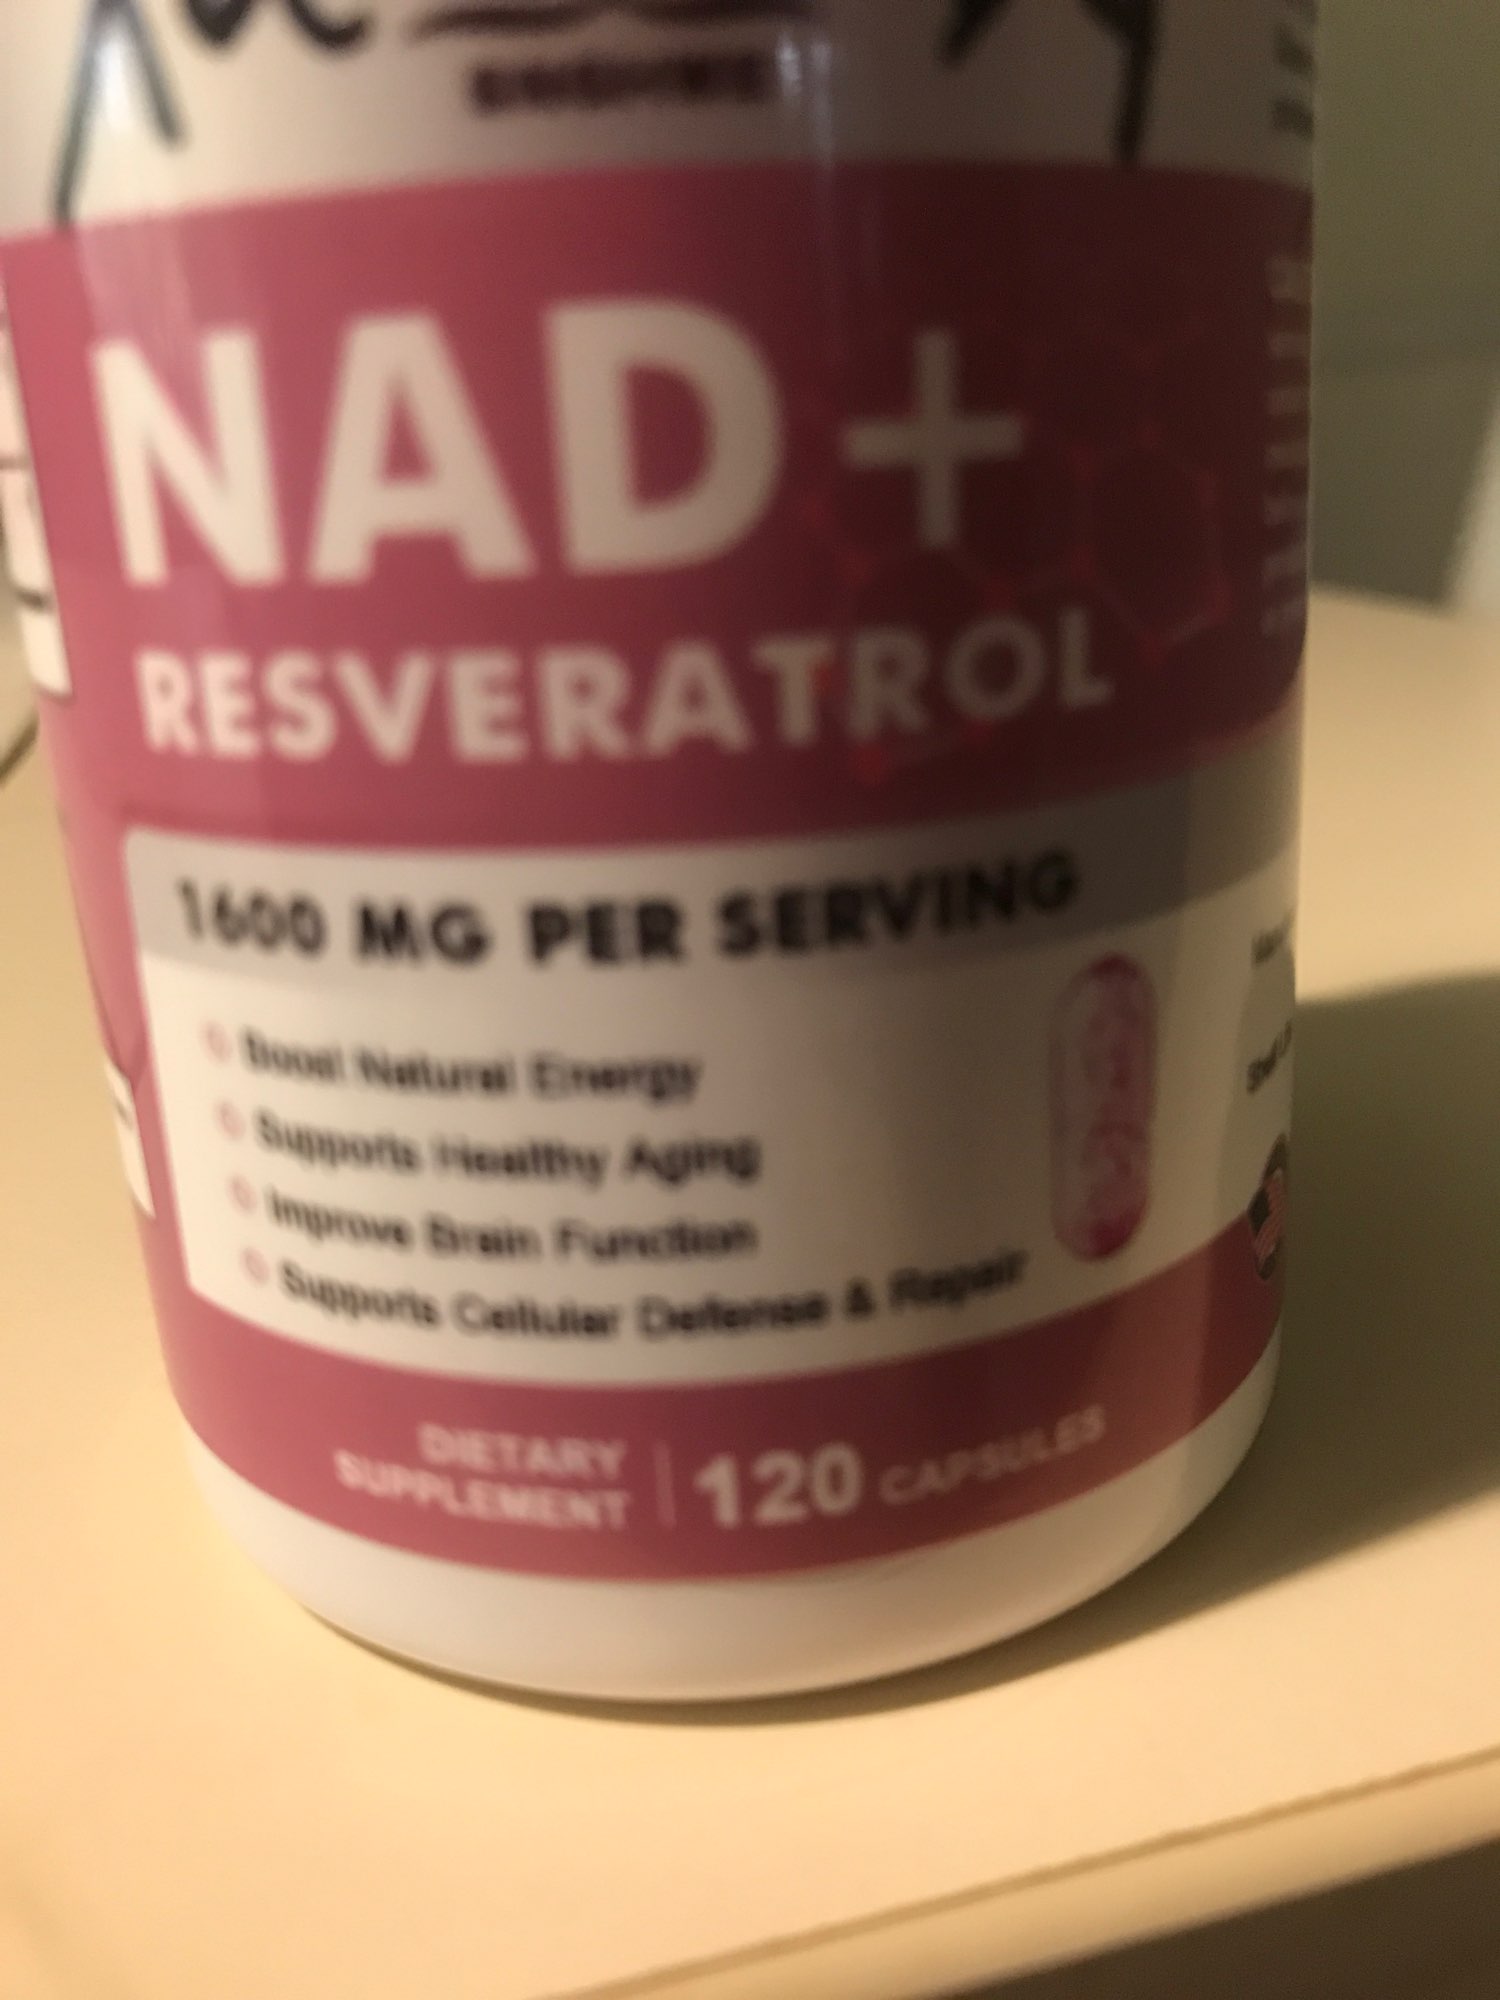 NAD+
RESVERATROL
1600 MG PER SERVING
Boost Natural Energy
Supports Healthy Aging
Improve Brain Function
Supports Cellular Defense & Repair
DIETARY
SUPPLEMENT
120 CAPSULES